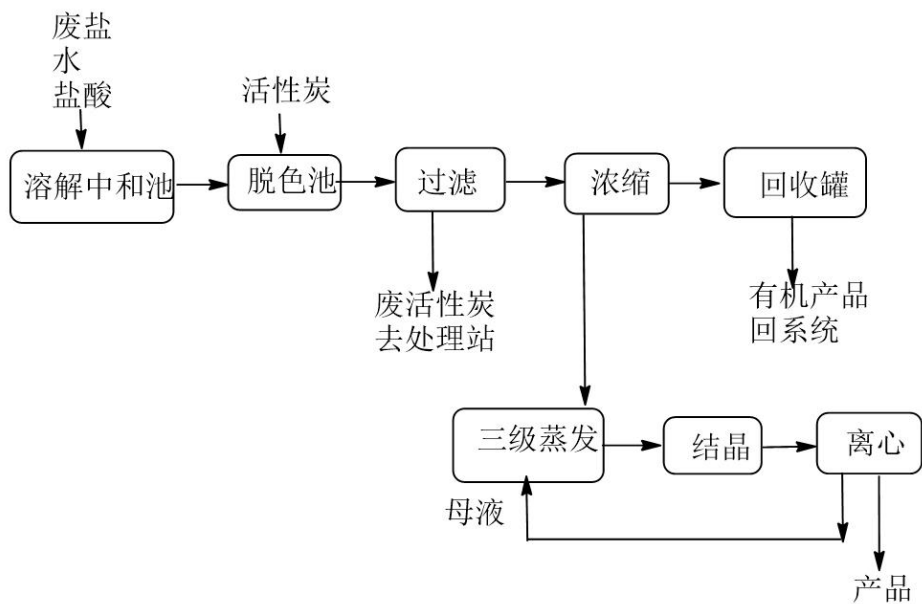 废盐
水
盐酸
活性炭
溶解中和池
脱色池
过滤
浓缩
回收罐
废活性炭
去处理站
有机产品
回系统
三级蒸发
结晶
离心
母液
产品